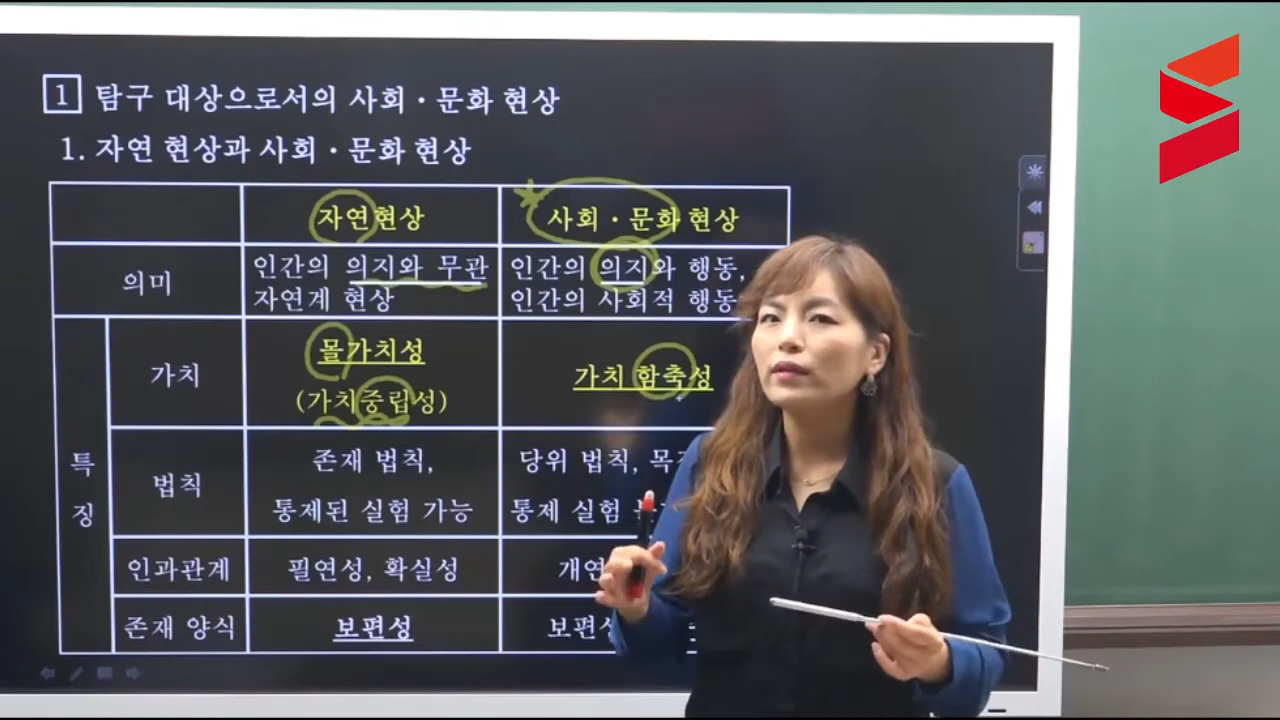 1 탐구 대상으로서의 사회·문화 현상
1. 자연 현상과 사회·문화 현상
자연현상
사회·문화 현상
의미
인간의 의지와 무관
자연계 현상
인간의 의지와 행동,
인간의 사회적 행동
특징
가치
몰가치성
(가치중립성)
가치 함축성
법칙
존재 법칙,
통제된 실험 가능
당위 법칙,
통제 실험
인과관계
필연성, 확실성
존재 양식
보편성